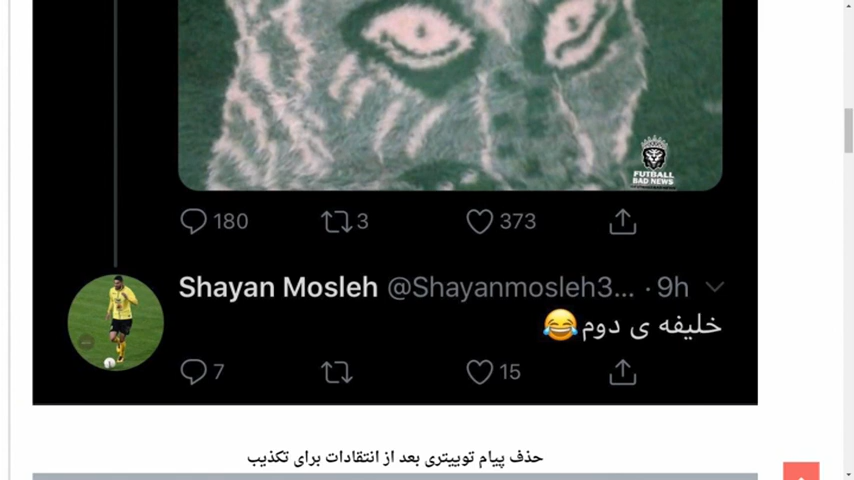 FUTBALL
BAD NEWS
180 3 373
Shayan Mosleh @Shayanmosleh3... · 9h
خلیفه ی دوم😂
7 15
حذف پیام توییتری بعد از انتقادات برای تکذیب